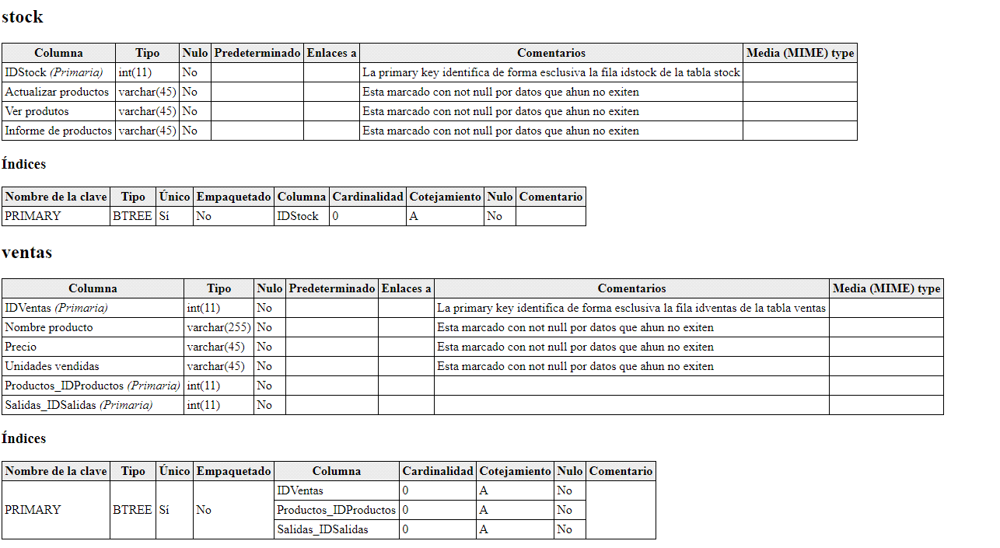 stock
Columna Tipo Nulo Predeterminado Enlaces a Comentarios Media (MIME) type
IDStock (Primaria) int(11) No La primary key identifica de forma esclusiva la fila idstock de la tabla stock
Actualizar productos varchar(45) No Esta marcado con not null por datos que ahun no exiten
Ver produtos varchar(45) No Esta marcado con not null por datos que ahun no exiten
Informe de productos varchar(45) No Esta marcado con not null por datos que ahun no exiten
Índices
Nombre de la clave Tipo Único Empaquetado Columna Cardinalidad Cotejamiento Nulo Comentario
PRIMARY BTREE Sí No IDStock 0 A No
ventas
Columna Tipo Nulo Predeterminado Enlaces a Comentarios Media (MIME) type
IDVentas (Primaria) int(11) No La primary key identifica de forma esclusiva la fila idventas de la tabla ventas
Nombre producto varchar(255) No Esta marcado con not null por datos que ahun no exiten
Precio varchar(45) No Esta marcado con not null por datos que ahun no exiten
Unidades vendidas varchar(45) No Esta marcado con not null por datos que ahun no exiten
Productos_IDProductos (Primaria) int(11) No
Salidas_IDSalidas (Primaria) int(11) No
Índices
Nombre de la clave Tipo Único Empaquetado Columna Cardinalidad Cotejamiento Nulo Comentario
IDVentas 0 A No
PRIMARY BTREE Sí No Productos_IDProductos 0 A No
Salidas_IDSalidas 0 A No